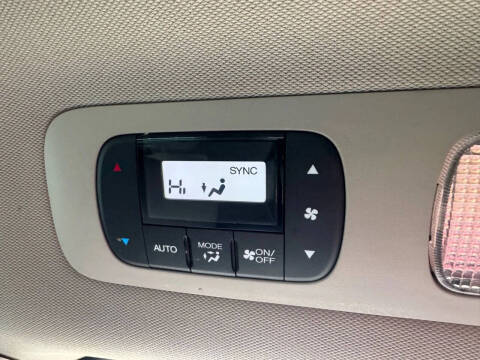 SYNC
Hi
AUTO
MODE
ON/
OFF